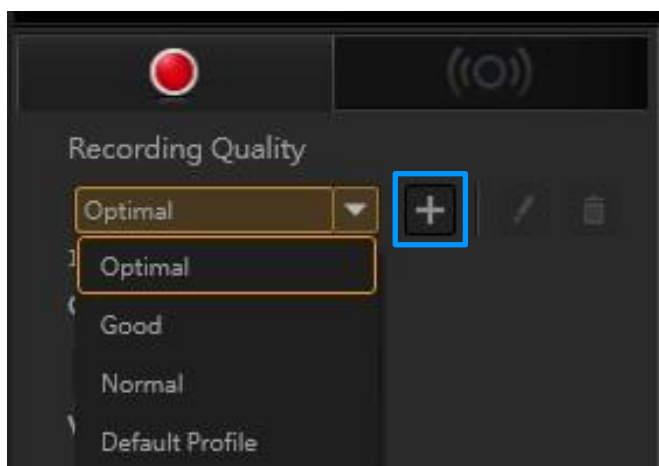 Recording Quality
Optimal
Optimal
Good
Normal
Default Profile